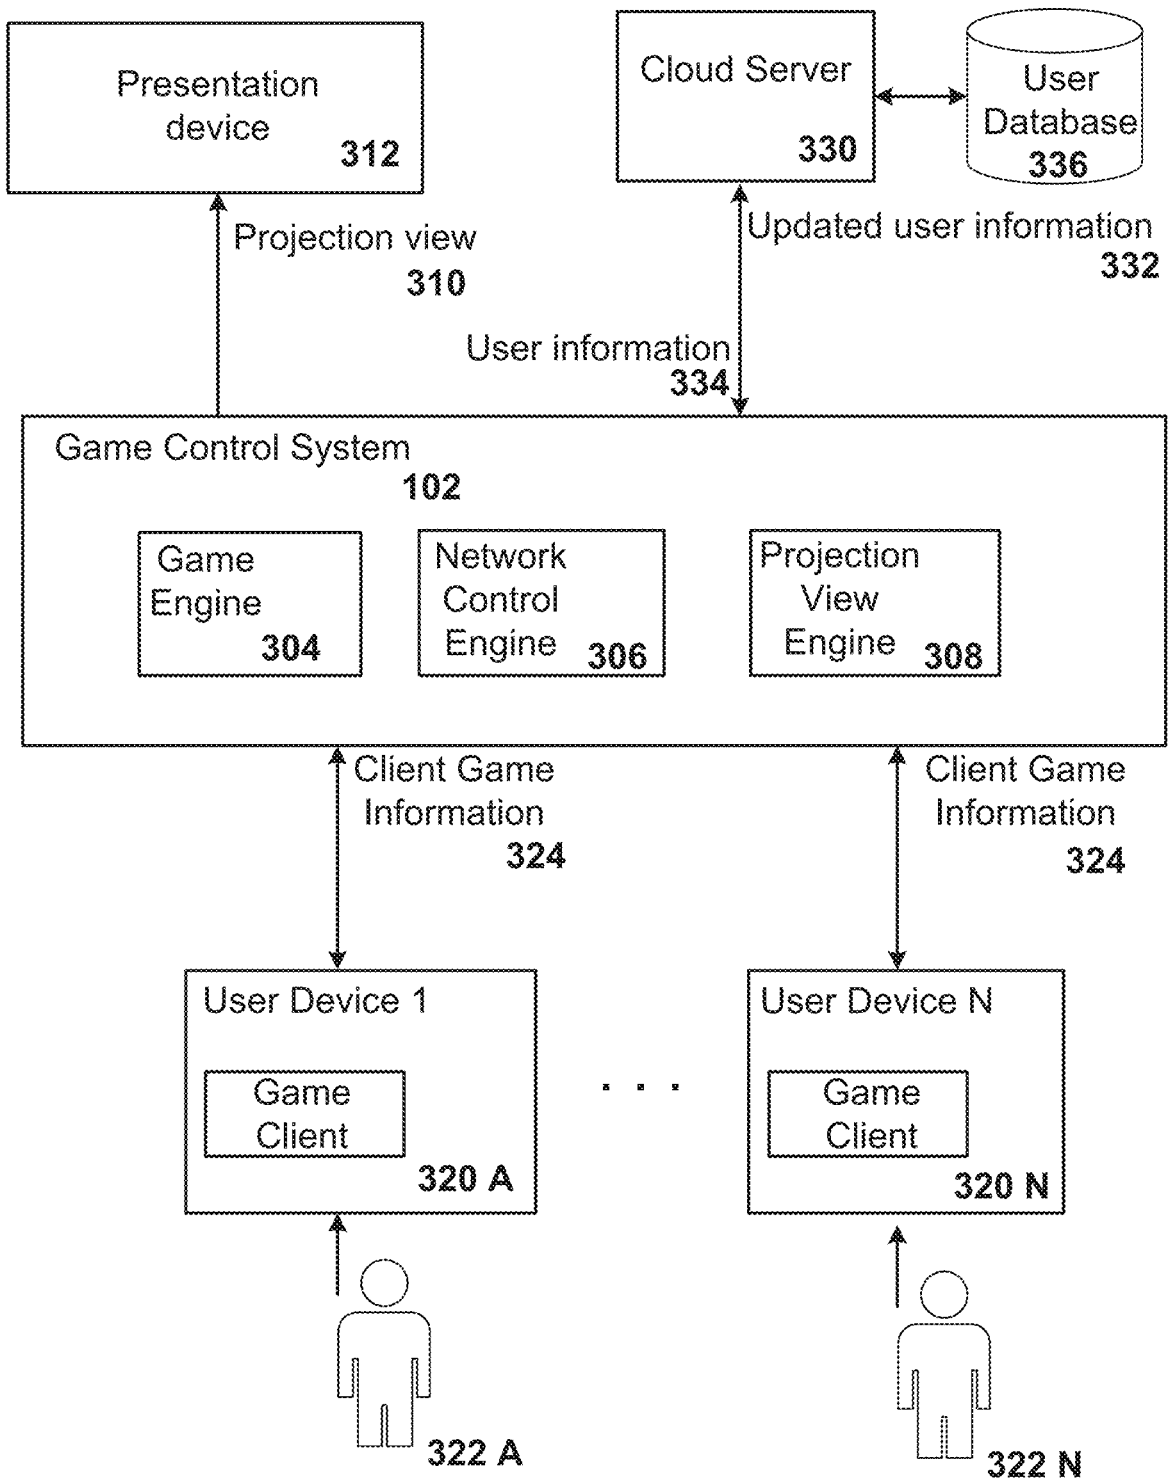 Presentation
device
312
Cloud Server
330
User
Database
336
Projection view
310
Updated user information
332
User information
334
Game Control System
102
Game
Engine
304
Network
Control
Engine 306
Projection
View
Engine 308
Client Game
Information
324
Client Game
Information
324
User Device 1
Game
Client
320 A
. . .
User Device N
Game
Client
320 N
322 A
322 N